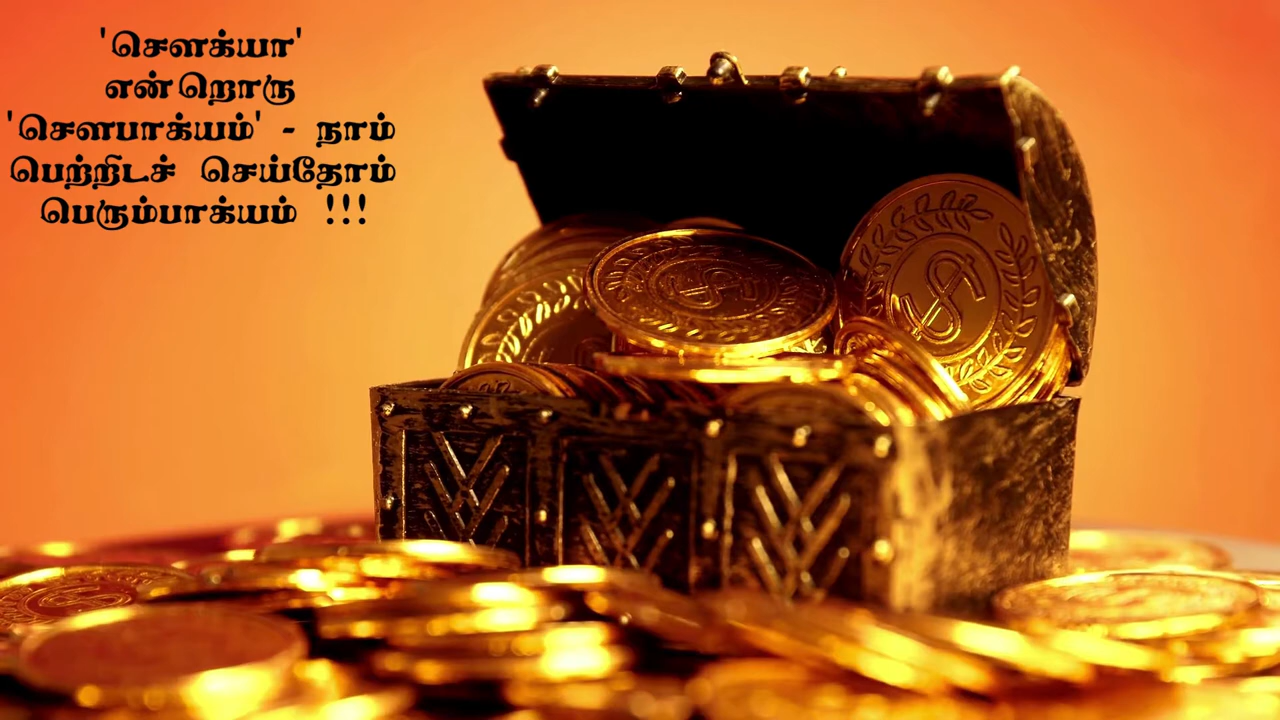 'சௌக்யா'
என்றொரு
'சௌபாக்யம்' - நாம்
பெற்றிடச் செய்தோம்
பெரும்பாக்யம் !!!